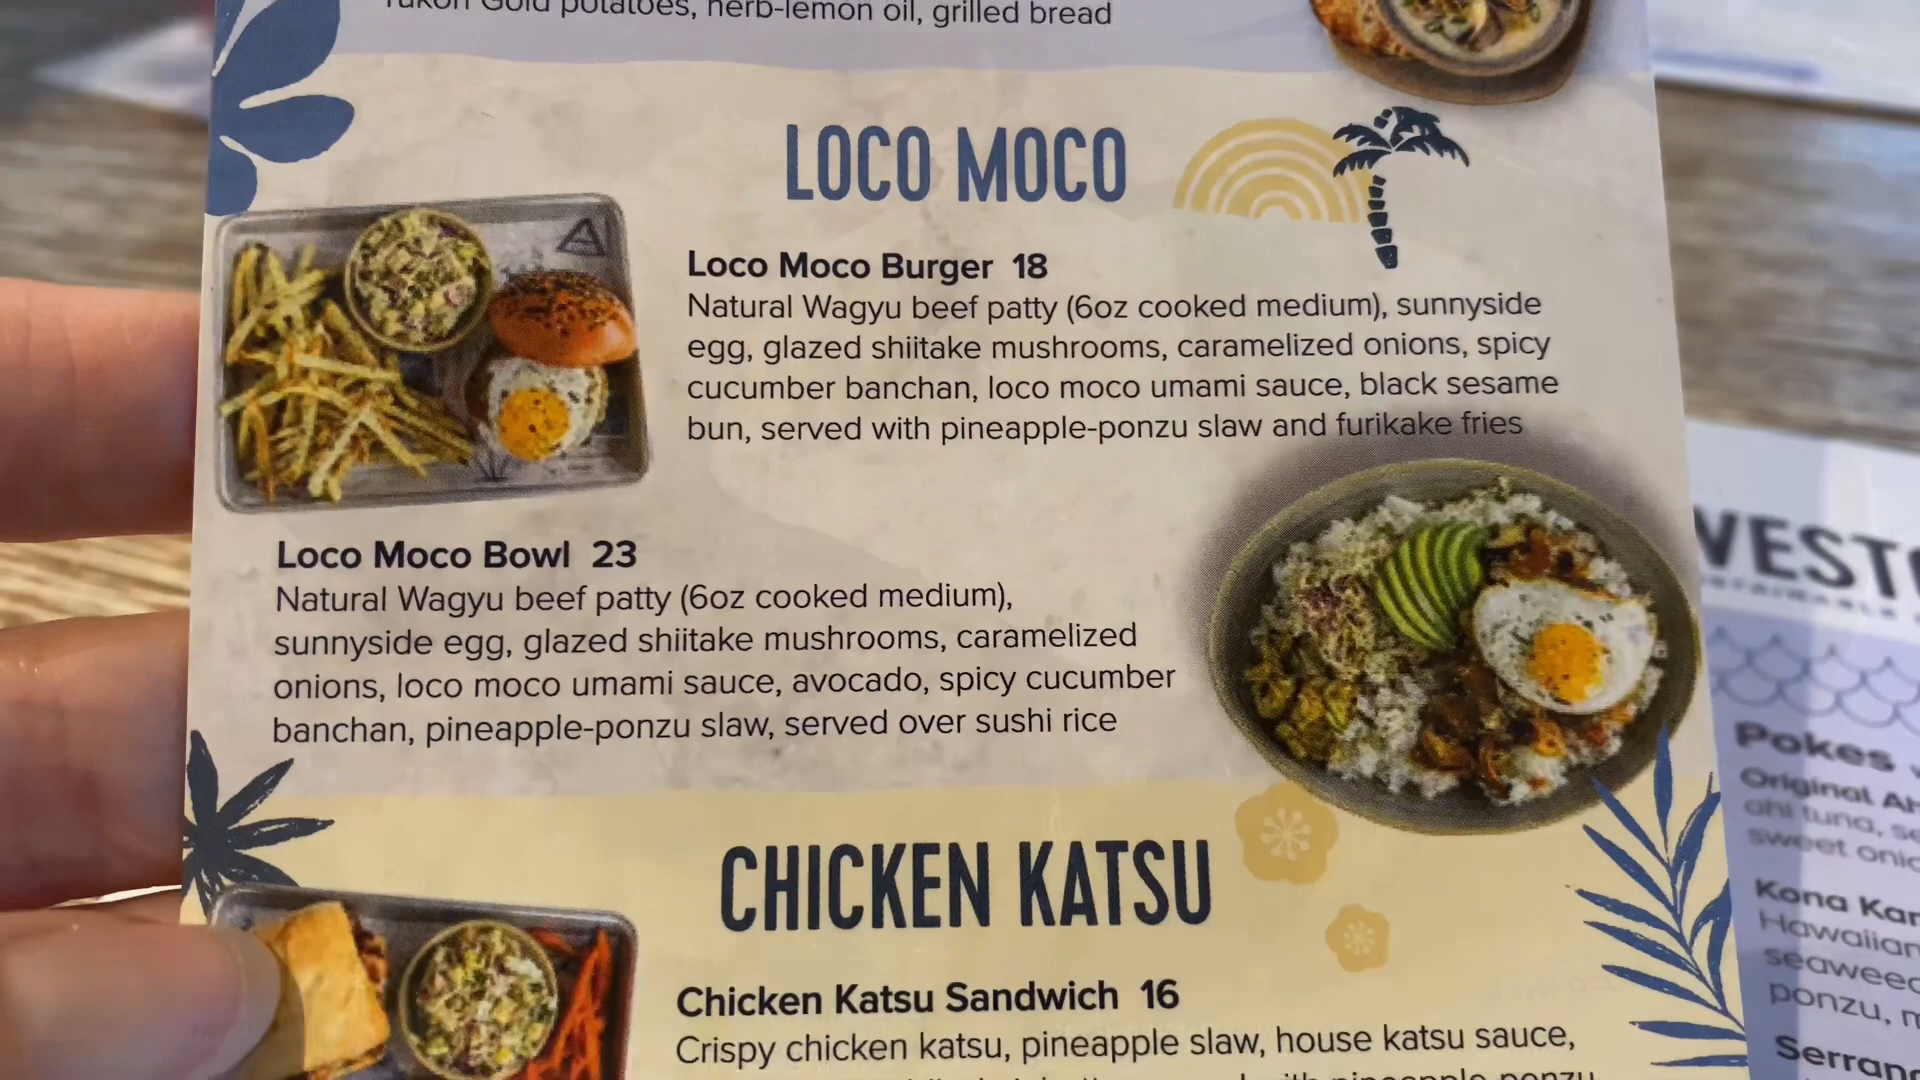 Yukon Gold potatoes, herb-lemon oil, grilled bread
LOCO MOCO
Loco Moco Burger 18
Natural Wagyu beef patty (6oz cooked medium), sunnyside
egg, glazed shiitake mushrooms, caramelized onions, spicy
cucumber banchan, loco moco umami sauce, black sesame
bun, served with pineapple-ponzu slaw and furikake fries
Loco Moco Bowl 23
Natural Wagyu beef patty (6oz cooked medium),
sunnyside egg, glazed shiitake mushrooms, caramelized
onions, loco moco umami sauce, avocado, spicy cucumber
banchan, pineapple-ponzu slaw, served over sushi rice
CHICKEN KATSU
Chicken Katsu Sandwich 16
Crispy chicken katsu, pineapple slaw, house katsu sauce,
pineapple-ponzu
Pokes
Original
ahi tuna,
sweet
Kona
ponzu,